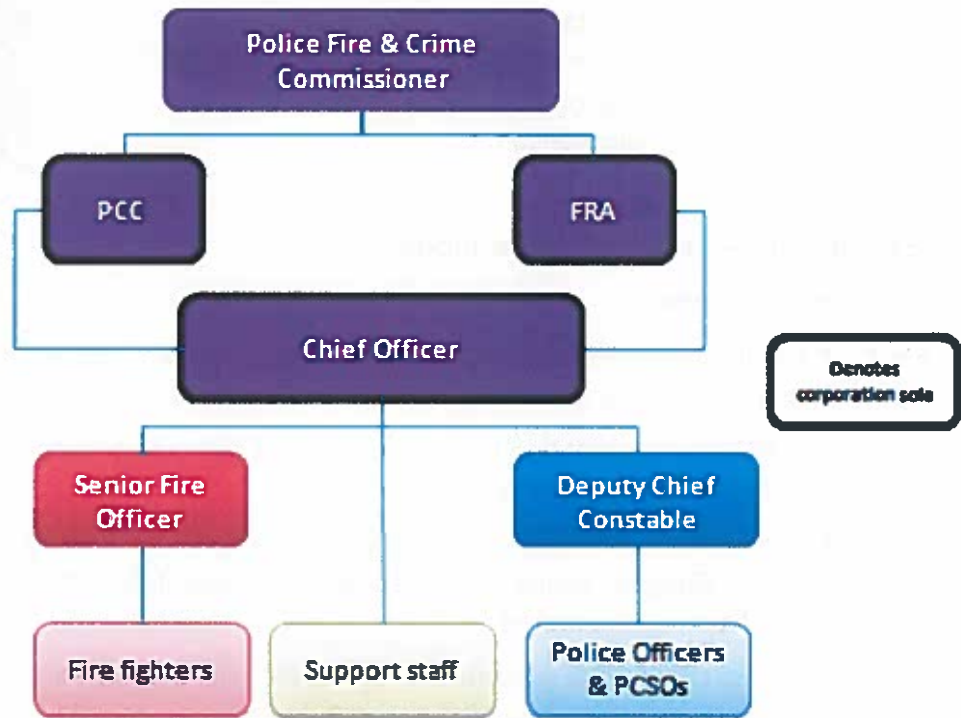 Police Fire & Crime
Commissioner
PCC
FRA
Chief Officer
Denotes
corporation sole
Senior Fire
Officer
Deputy Chief
Constable
Fire fighters
Support staff
Police Officers
& PCSOs